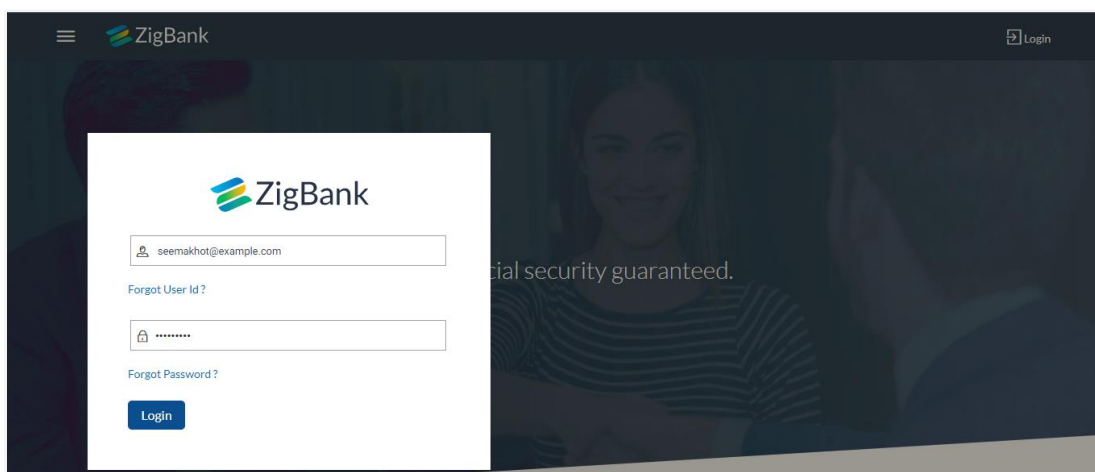 ZigBank
Login
ZigBank
seemakhot@example.com
cial security guaranteed.
Forgot User Id ?
•••••••••
Forgot Password ?
Login